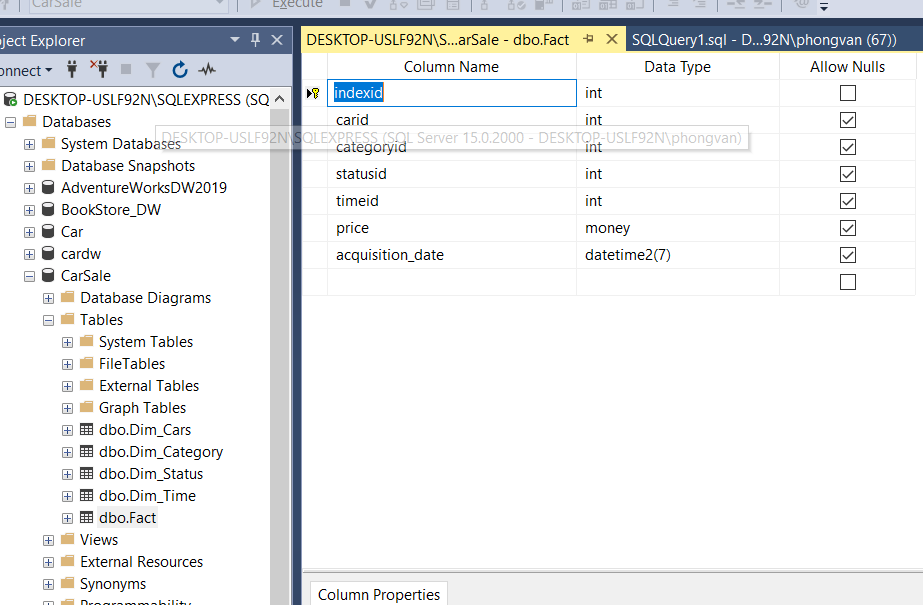 CarSale Execute
ject Explorer
onnect
DESKTOP-USLF92N\SQLEXPRESS (SQ
Databases
System Databases
Database Snapshots
AdventureWorksDW2019
BookStore_DW
Car
cardw
CarSale
Database Diagrams
Tables
System Tables
FileTables
External Tables
Graph Tables
dbo.Dim_Cars
dbo.Dim_Category
dbo.Dim_Status
dbo.Dim_Time
dbo.Fact
Views
External Resources
Synonyms
Programmability
DESKTOP-USLF92N\SQLEXPRESS (SQL Server 15.0.2000 - DESKTOP-USLF92N\phongvan)
DESKTOP-USLF92N\S...arSale - dbo.Fact SQLQuery1.sql - D...92N\phongvan (67))
Column Name Data Type Allow Nulls
indexid int
carid int
categoryid int
statusid int
timeid int
price money
acquisition_date datetime2(7)
Column Properties